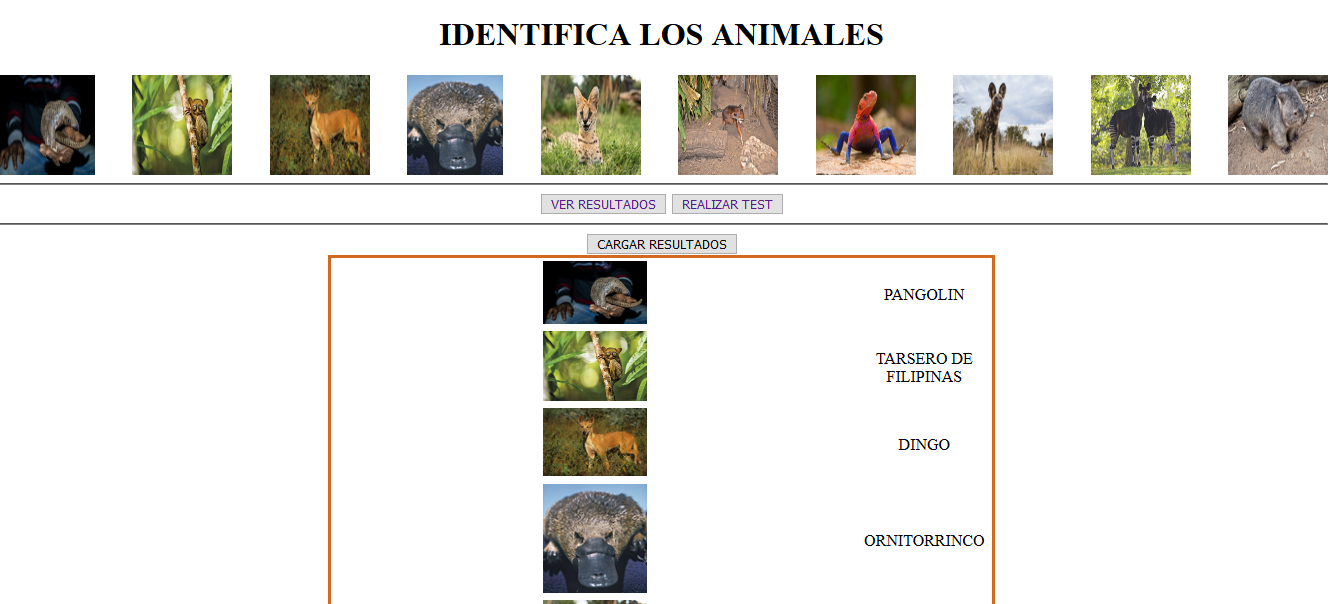 IDENTIFICA LOS ANIMALES
VER RESULTADOS
REALIZAR TEST
CARGAR RESULTADOS
PANGOLIN
TARSERO DE
FILIPINAS
DINGO
ORNITORRINCO